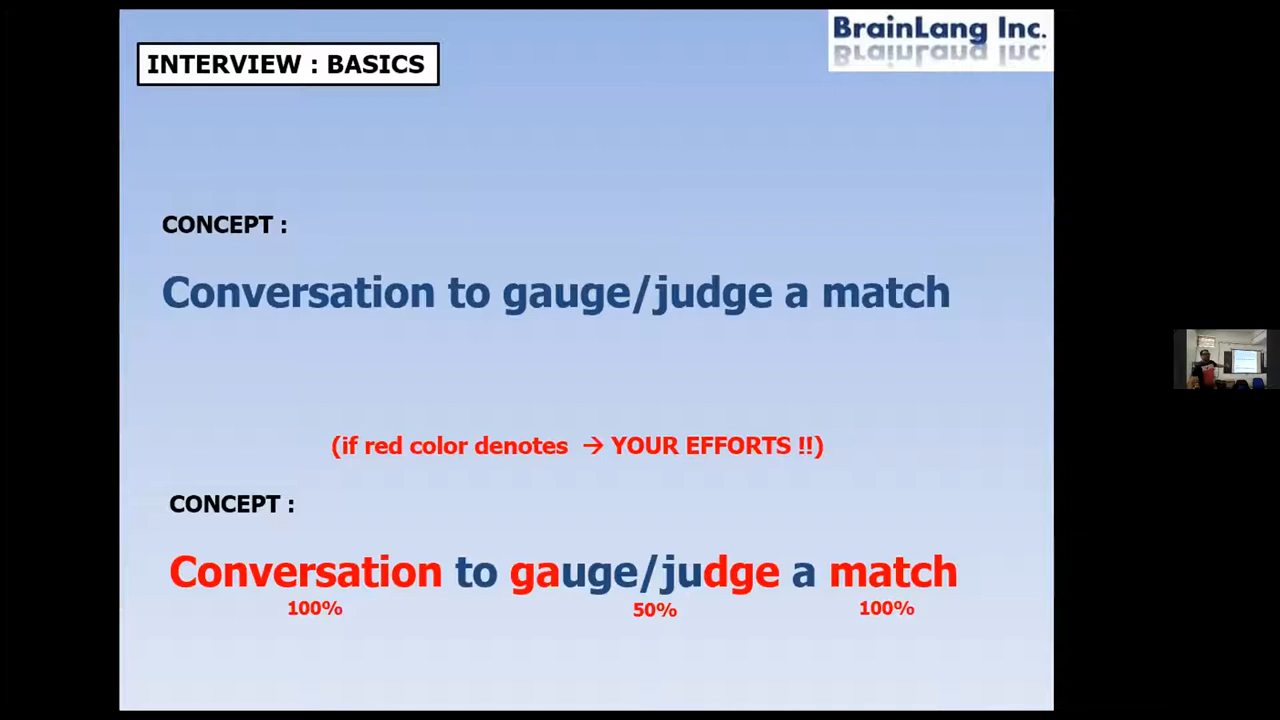 BrainLang Inc.
INTERVIEW : BASICS
CONCEPT :
Conversation to gauge/judge a match
(if red color denotes → YOUR EFFORTS !!)
CONCEPT :
Conversation to gauge/judge a match
100% 50% 100%